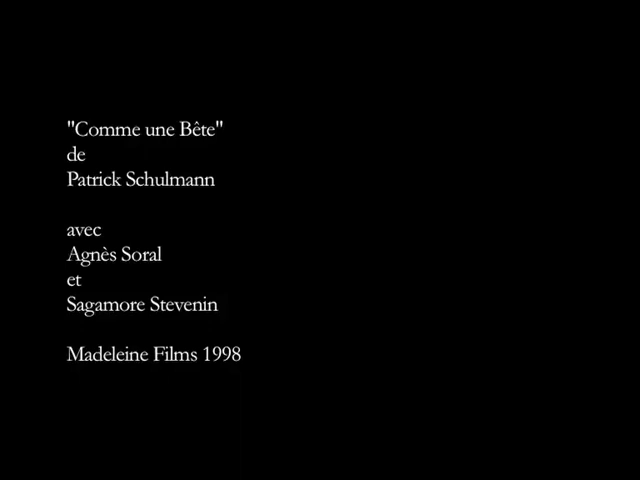 "Comme une Bête"
de
Patrick Schulmann
avec
Agnès Soral
et
Sagamore Stevenin
Madeleine Films 1998